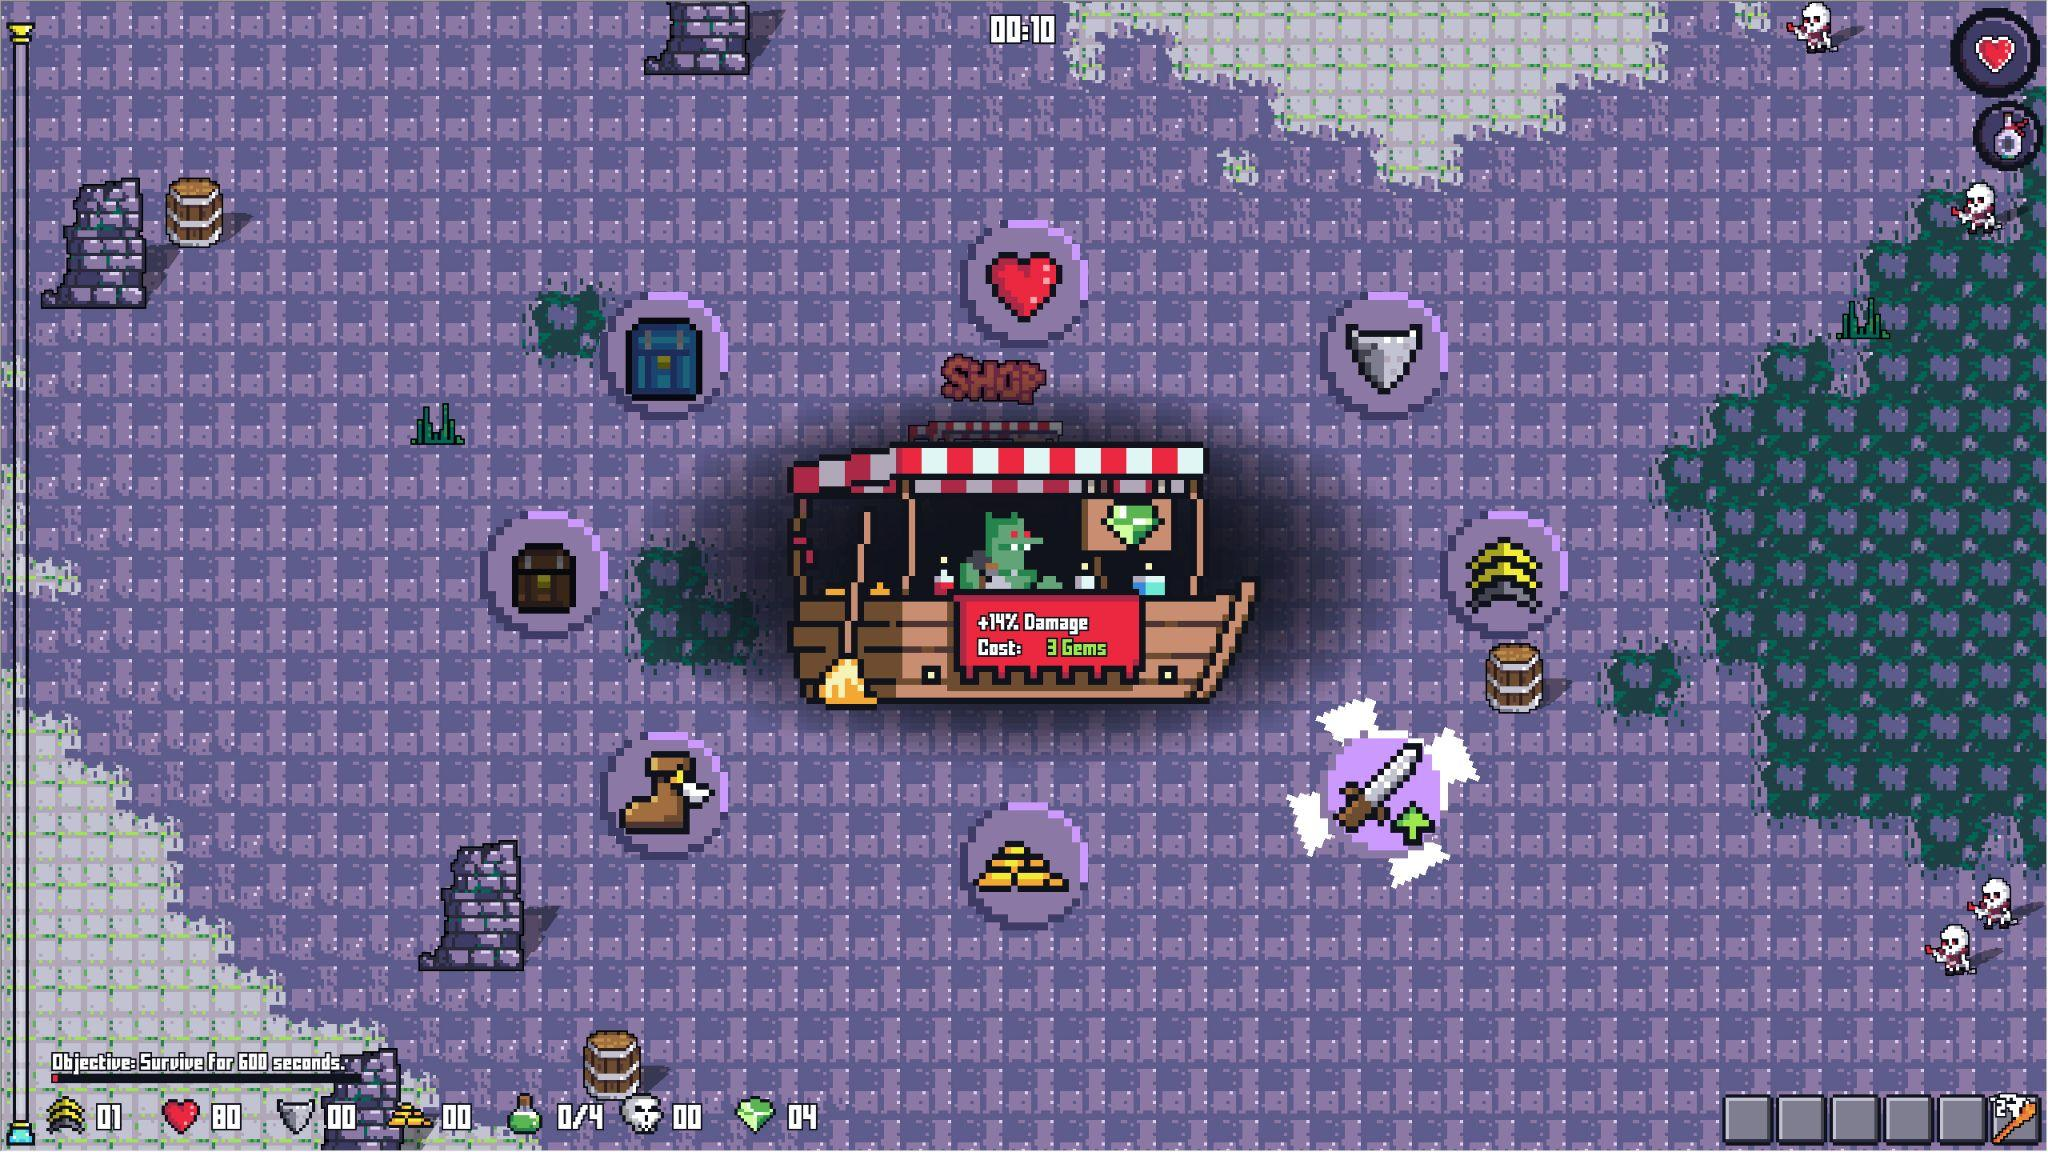 00:10
SHOP
+14% Damage
Cost: 3 Gems
Objective: Survive for 600 seconds.
01 80 00 00 0/4 00 04
2